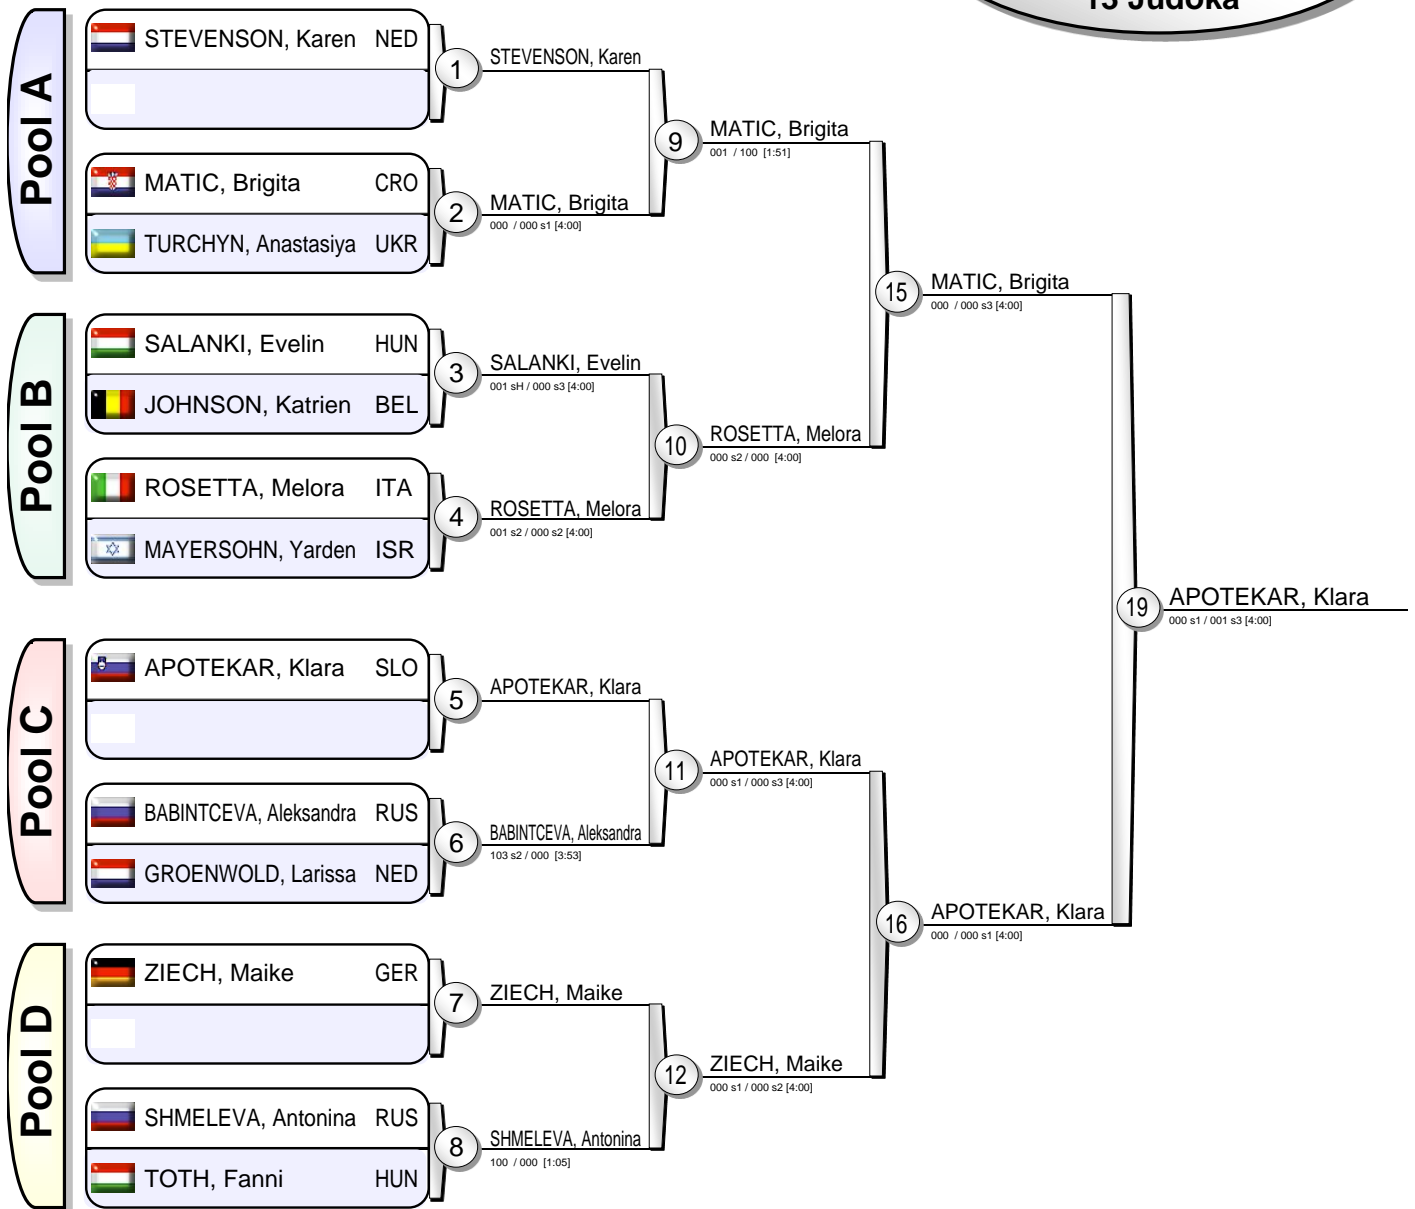 13 Judoka
Pool A
STEVENSON, Karen NED
1
STEVENSON, Karen
MATIC, Brigita CRO
TURCHYN, Anastasiya UKR
2
MATIC, Brigita
000 / 000 s1 [4:00]
9
MATIC, Brigita
001 / 100 [1:51]
Pool B
SALANKI, Evelin HUN
JOHNSON, Katrien BEL
3
SALANKI, Evelin
001 sH / 000 s3 [4:00]
ROSETTA, Melora ITA
MAYERSOHN, Yarden ISR
4
ROSETTA, Melora
001 s2 / 000 s2 [4:00]
10
ROSETTA, Melora
000 s2 / 000 [4:00]
15
MATIC, Brigita
000 / 000 s3 [4:00]
Pool C
APOTEKAR, Klara SLO
5
APOTEKAR, Klara
BABINTCEVA, Aleksandra RUS
GROENWOLD, Larissa NED
6
BABINTCEVA, Aleksandra
103 s2 / 000 [3:53]
11
APOTEKAR, Klara
000 s1 / 000 s3 [4:00]
Pool D
ZIECH, Maike GER
7
ZIECH, Maike
SHMELEVA, Antonina RUS
TOTH, Fanni HUN
8
SHMELEVA, Antonina
100 / 000 [1:05]
12
ZIECH, Maike
000 s1 / 000 s2 [4:00]
16
APOTEKAR, Klara
000 / 000 s1 [4:00]
19
APOTEKAR, Klara
000 s1 / 001 s3 [4:00]